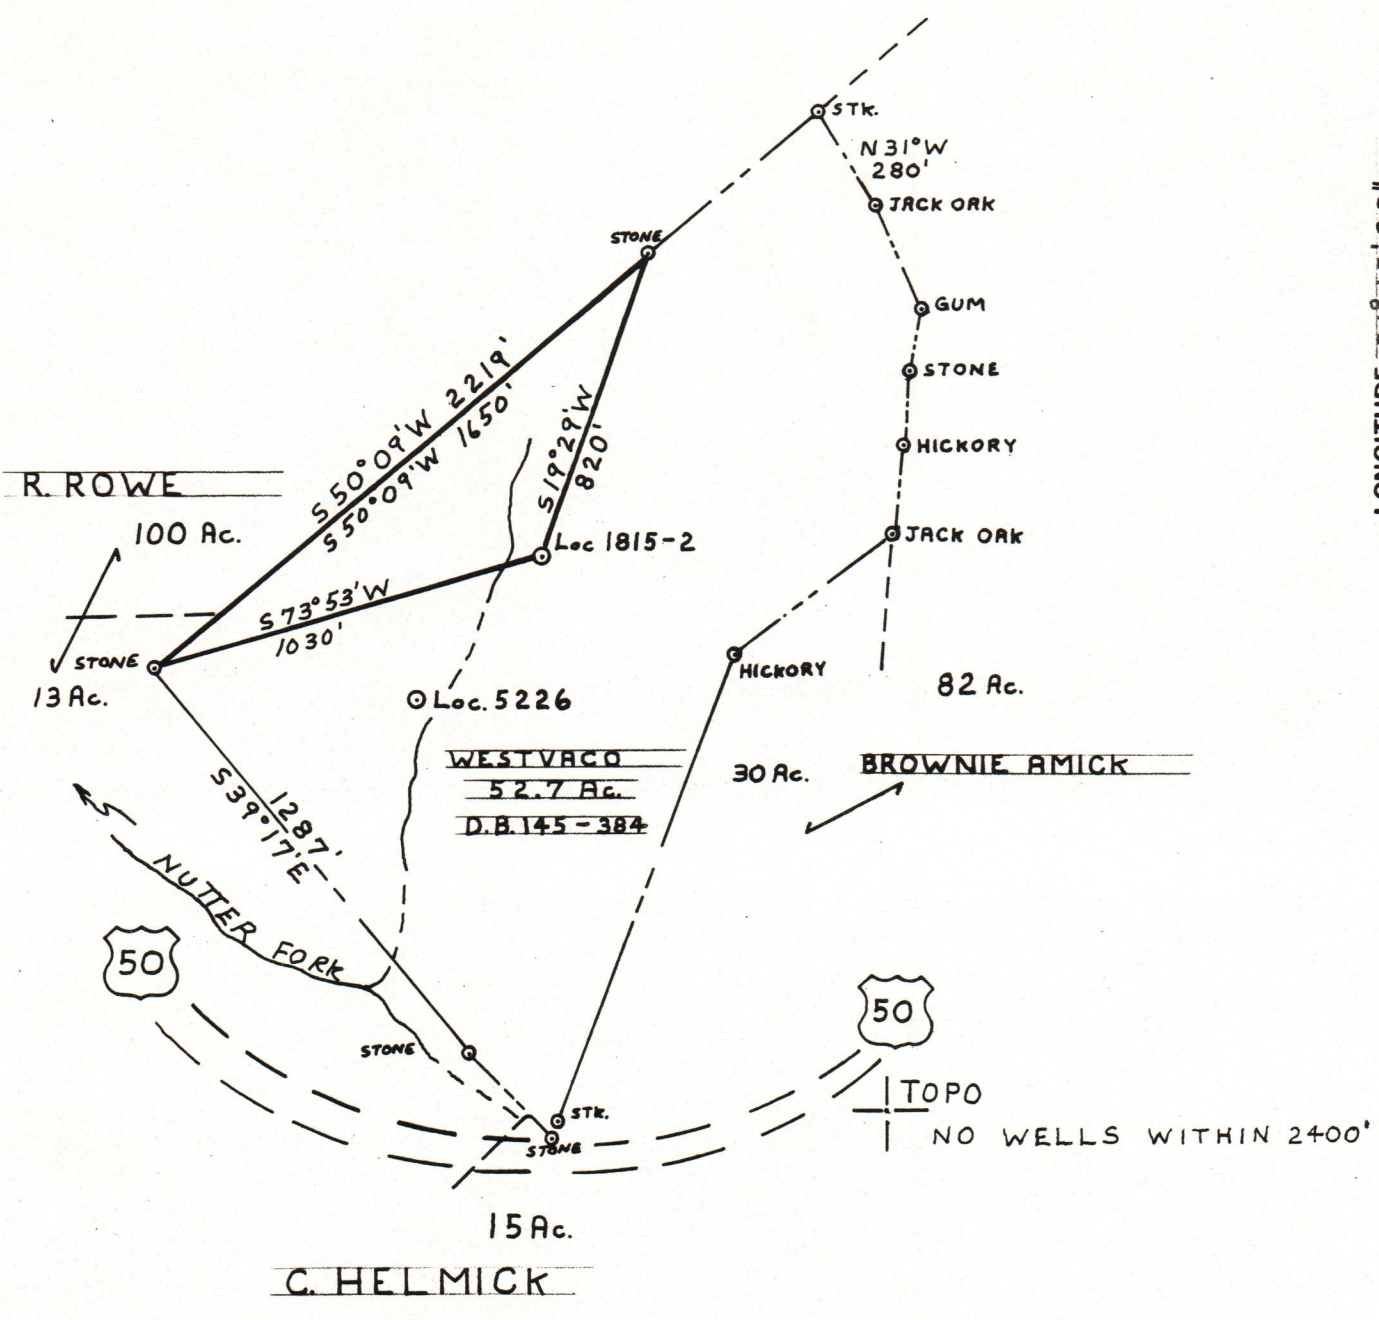 STK.
N31°W
280'
JACK OAK
STONE
GUM
STONE
S 50°09'W 2219'
S 50°09'W 1650'
S19°29'W
820'
HICKORY
R. ROWE
100 Ac.
Loc 1815-2
JACK OAK
S73°53'W
1030'
STONE
HICKORY
13 Ac.
Loc. 5226
82 Ac.
WESTVACO
52.7 Ac.
D.B. 145-384
30 Ac.
BROWNIE AMICK
1287'
S39°17'E
NUTTER FORK
50
50
STONE
TOPO
STK.
NO WELLS WITHIN 2400'
STONE
15 Ac.
C. HELMICK